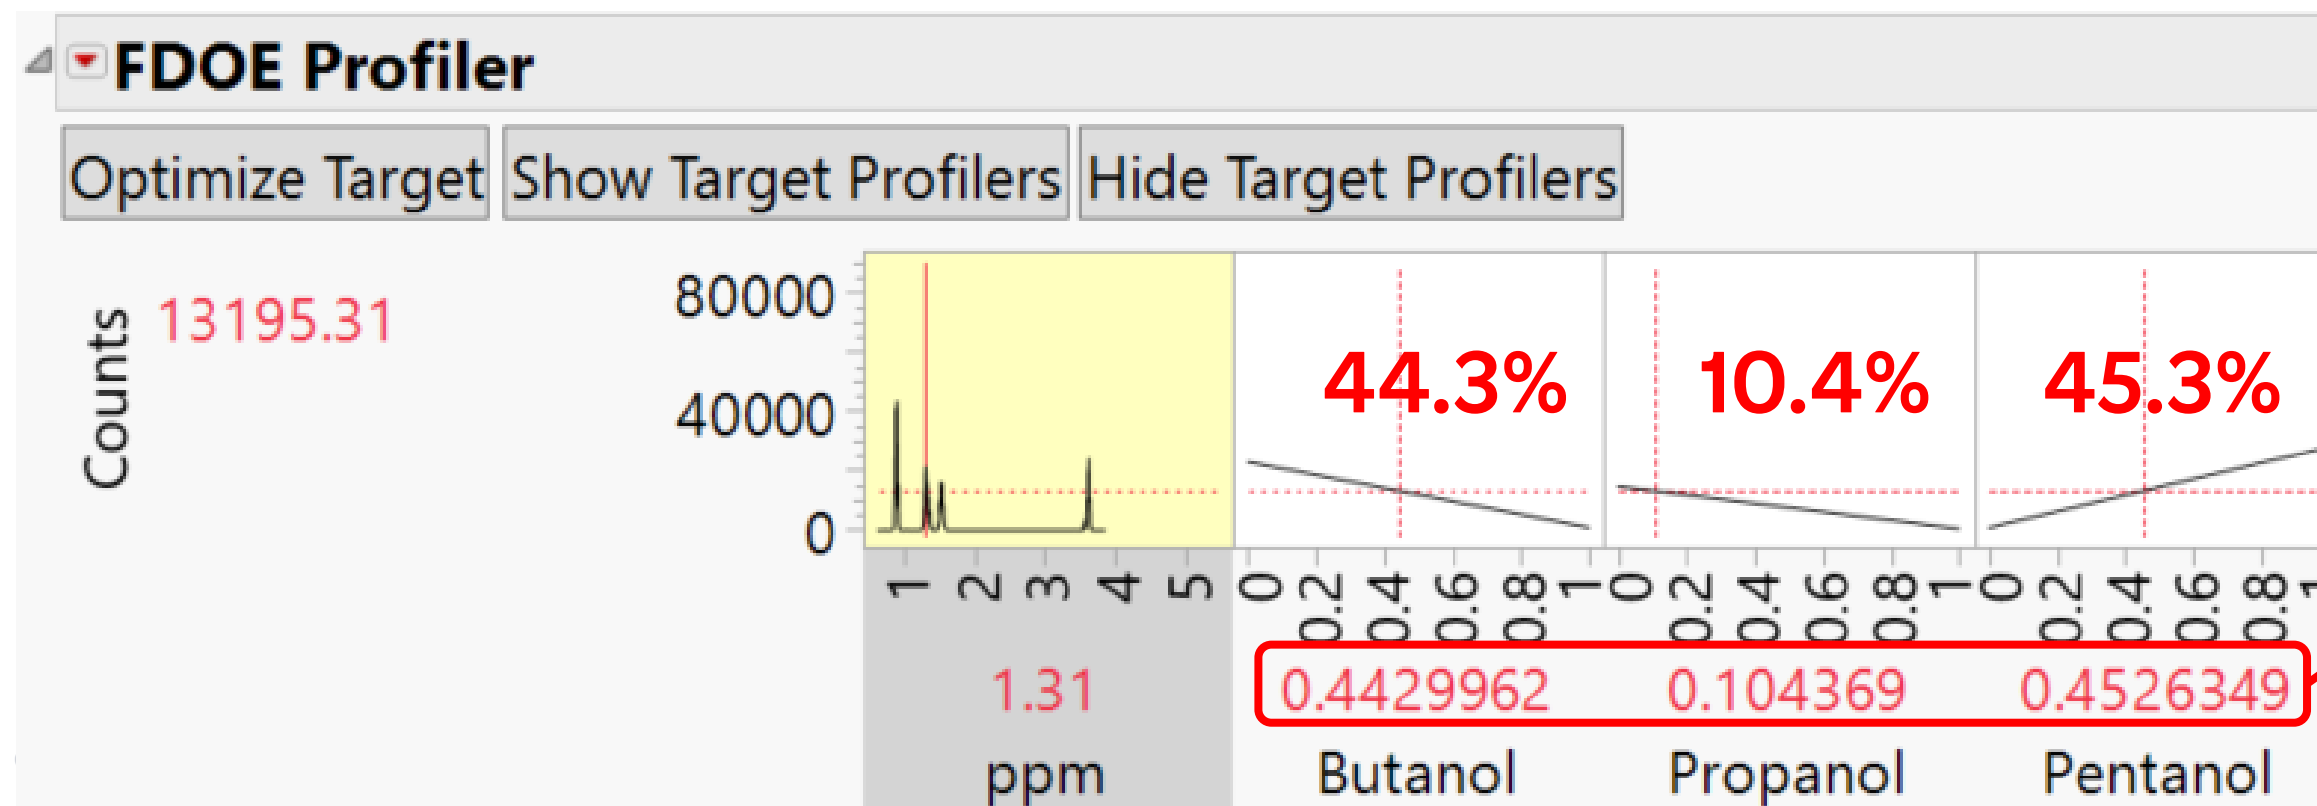 FDOE Profiler
Optimize Target Show Target Profilers Hide Target Profilers
Counts
13195.31
80000
40000
0
44.3% 10.4% 45.3%
1 2 3 4 5 0 0.2 0.4 0.6 0.8 1 0 0.2 0.4 0.6 0.8 1 0 0.2 0.4 0.6 0.8
1.31 0.4429962 0.104369 0.4526349
ppm Butanol Propanol Pentanol